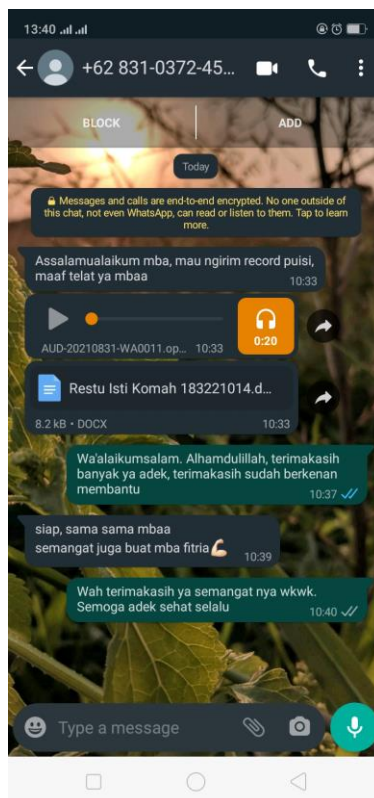 13:40
+62 831-0372-45...
BLOCK
ADD
Today
Messages and calls are end-to-end encrypted. No one outside of
this chat, not even WhatsApp, can read or listen to them. Tap to learn
more.
Assalamualaikum mba, mau ngirim record puisi,
maaf telat ya mbaa
10:33
0:20
AUD-20210831-WA0011.op... 10:33
Restu Isti Komah 183221014.d...
8.2 kB • DOCX 10:33
Wa'alaikumsalam. Alhamdulillah, terimakasih
banyak ya adek, terimakasih sudah berkenan
membantu
10:37
siap, sama sama mbaa
semangat juga buat mba fitria💪🏻
10:39
Wah terimakasih ya semangat nya wkwk.
Semoga adek sehat selalu
10:40
Type a message